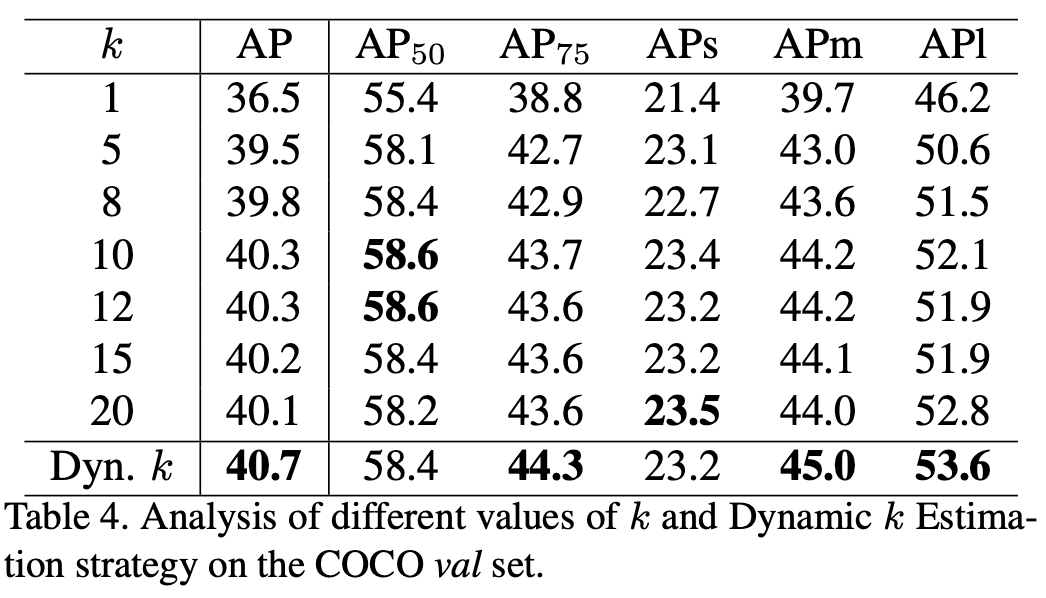 k AP AP50 AP75 APs APm APl
1 36.5 55.4 38.8 21.4 39.7 46.2
5 39.5 58.1 42.7 23.1 43.0 50.6
8 39.8 58.4 42.9 22.7 43.6 51.5
10 40.3 58.6 43.7 23.4 44.2 52.1
12 40.3 58.6 43.6 23.2 44.2 51.9
15 40.2 58.4 43.6 23.2 44.1 51.9
20 40.1 58.2 43.6 23.5 44.0 52.8
Dyn. k 40.7 58.4 44.3 23.2 45.0 53.6
Table 4. Analysis of different values of k and Dynamic k Estima-
tion strategy on the COCO val set.